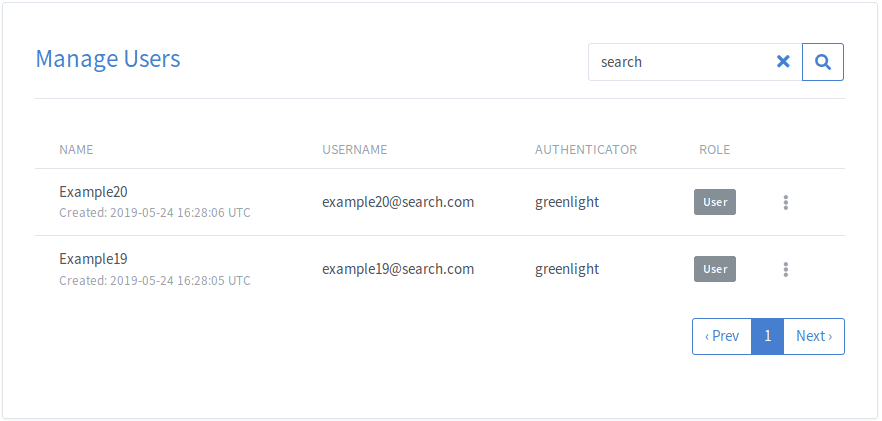 Manage Users
search
NAME USERNAME AUTHENTICATOR ROLE
Example20
Created: 2019-05-24 16:28:06 UTC
example20@search.com greenlight User
Example19
Created: 2019-05-24 16:28:05 UTC
example19@search.com greenlight User
‹ Prev 1 Next ›